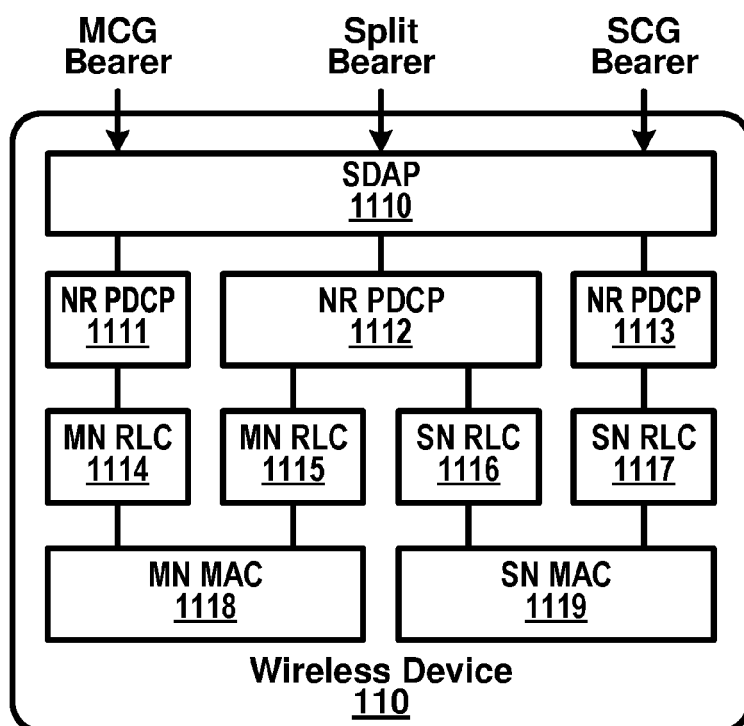 MCG Bearer
Split Bearer
SCG Bearer
SDAP
1110
NR PDCP
1111
NR PDCP
1112
NR PDCP
1113
MN RLC
1114
MN RLC
1115
SN RLC
1116
SN RLC
1117
MN MAC
1118
SN MAC
1119
Wireless Device
110